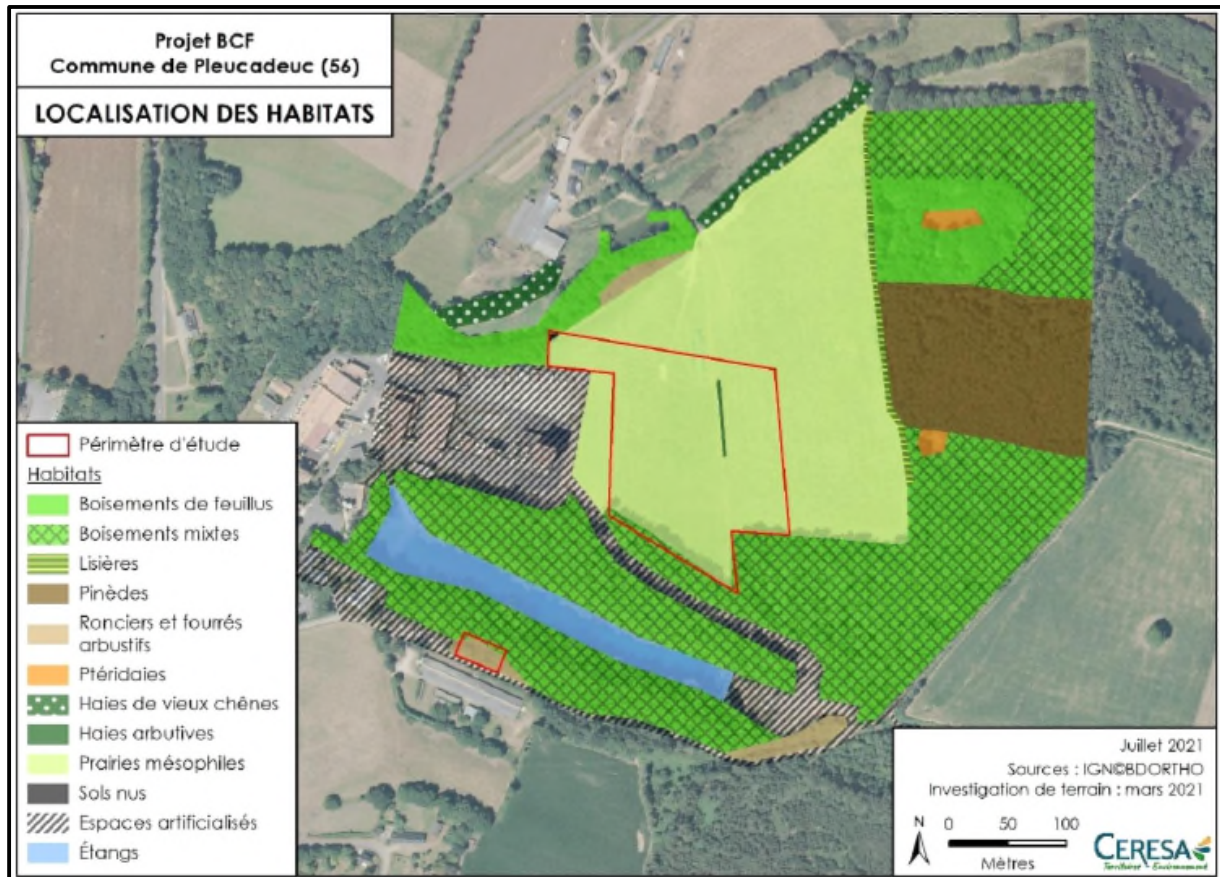 Projet BCF
Commune de Pleucadeuc (56)
LOCALISATION DES HABITATS
Périmètre d'étude
Habitats
Boisements de feuillus
Boisements mixtes
Lisières
Pinèdes
Ronciers et fourrés
arbustifs
Ptéridaies
Haies de vieux chênes
Haies arbutives
Prairies mésophiles
Sols nus
Espaces artificialisés
Étangs
Juillet 2021
Sources : IGN©BDORTHO
Investigation de terrain : mars 2021
N
0 50 100
Mètres
CERESA
Territoires - Environnement